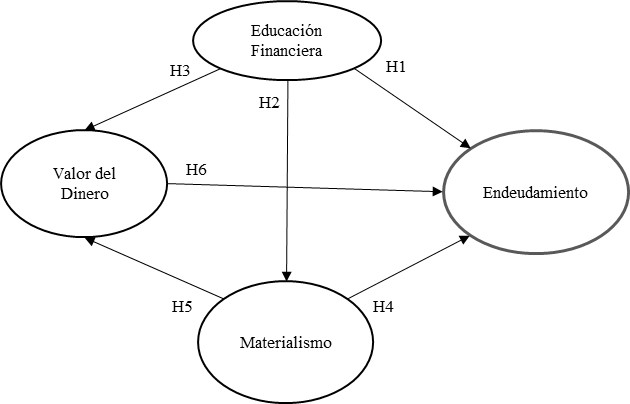 Educación
Financiera
H3
H1
H2
Valor del
Dinero
H6
Endeudamiento
H5
H4
Materialismo